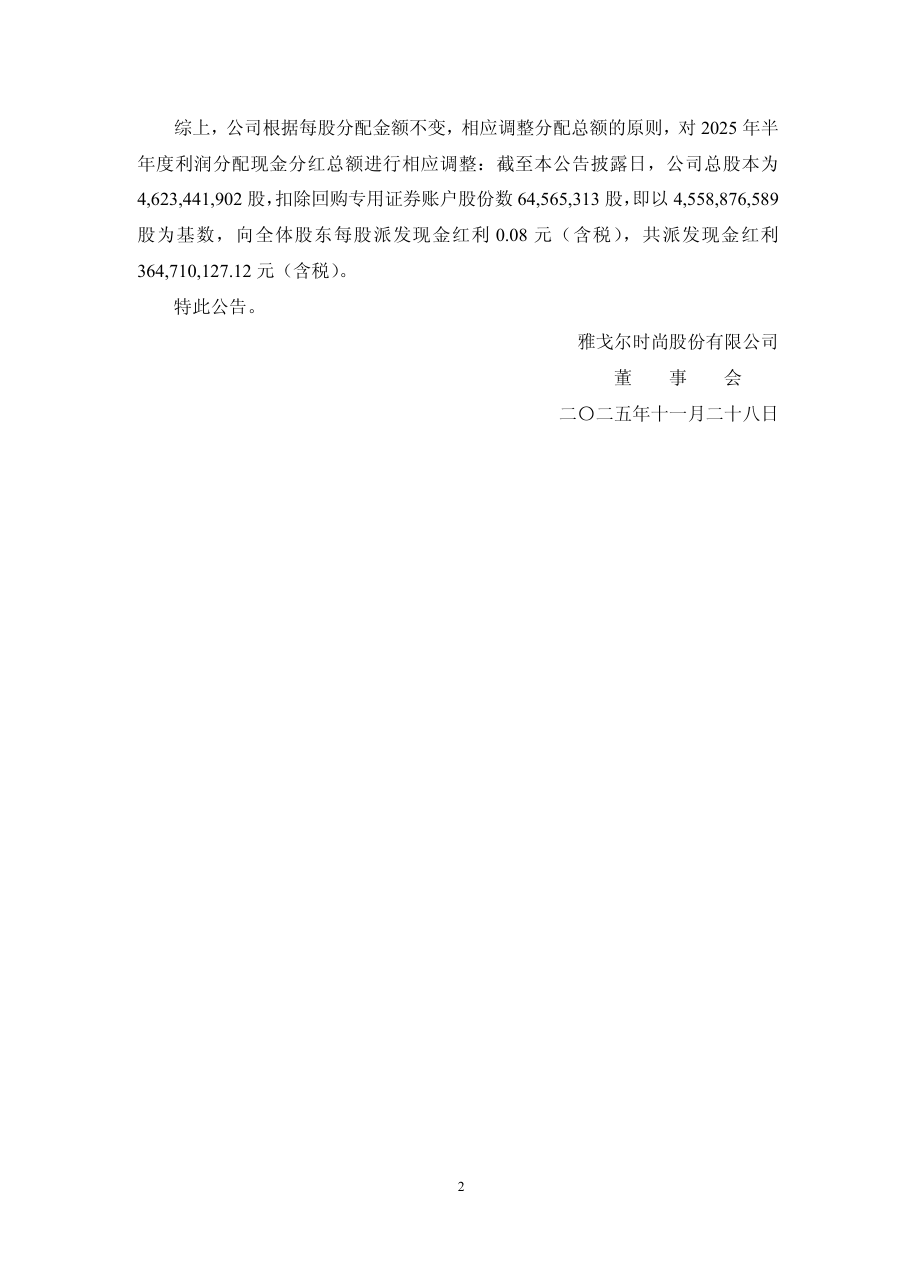 综上，公司根据每股分配金额不变，相应调整分配总额的原则，对 2025 年半
年度利润分配现金分红总额进行相应调整：截至本公告披露日，公司总股本为
4,623,441,902 股，扣除回购专用证券账户股份数 64,565,313 股，即以 4,558,876,589
股为基数，向全体股东每股派发现金红利 0.08 元（含税），共派发现金红利
364,710,127.12 元（含税）。
特此公告。
雅戈尔时尚股份有限公司
董 事 会
二〇二五年十一月二十八日
2